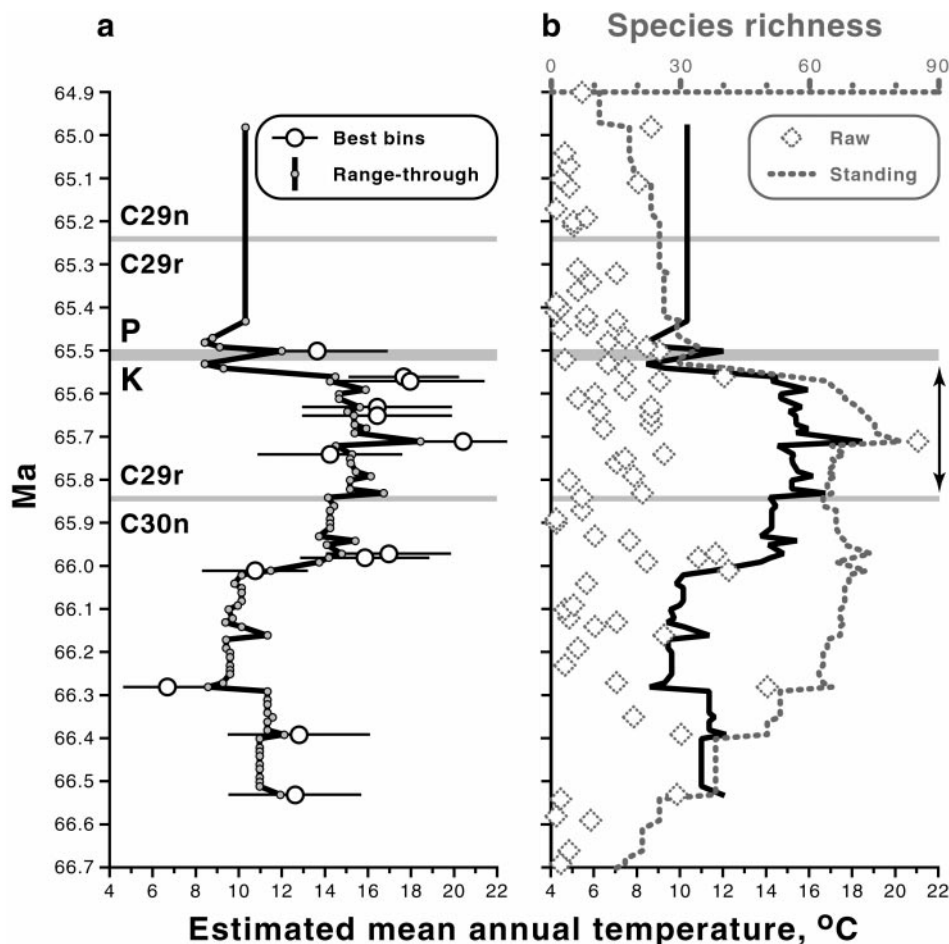 a
b
Species richness
0 30 60 90
64.9
65.0
65.1
65.2
65.3
65.4
65.5
65.6
65.7
65.8
65.9
66.0
66.1
66.2
66.3
66.4
66.5
66.6
66.7
Ma
Best bins
Range-through
Raw
Standing
C29n
C29r
P
K
C29r
C30n
4 6 8 10 12 14 16 18 20 22
4 6 8 10 12 14 16 18 20 22
Estimated mean annual temperature, ºC